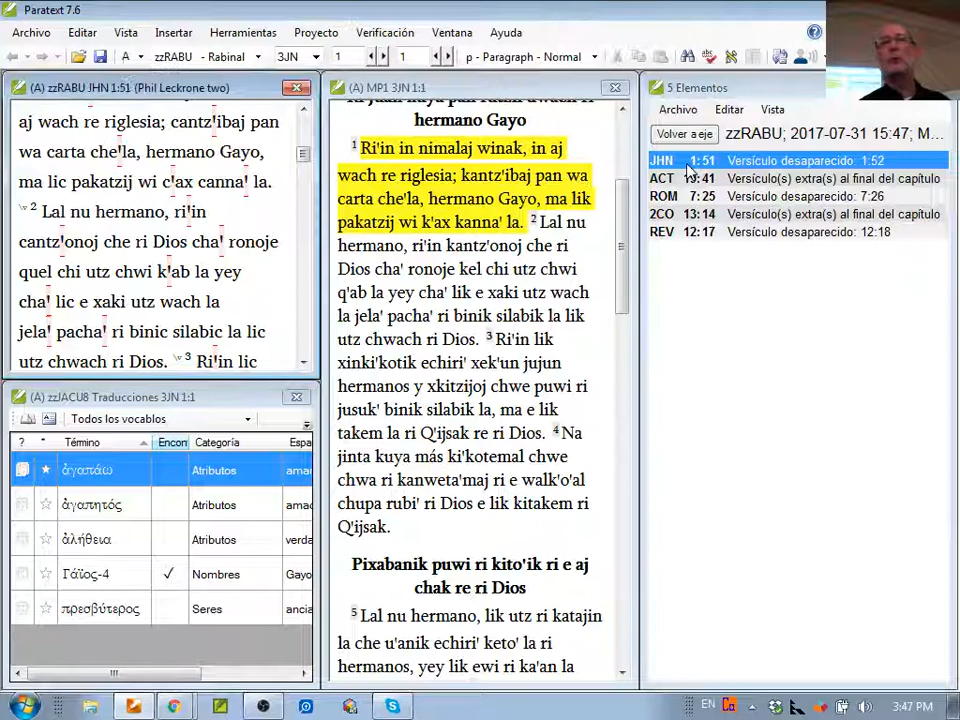 Paratext 7.6
Archivo Editar Vista Insertar Herramientas Proyecto Verificación Ventana Ayuda
A zzRABU - Rabinal 3JN 1 1 p - Paragraph - Normal
(A) zzRABU JHN 1:51 (Phil Leckrone two)
aj wach re riglesia; cantz'ibaj pan
wa carta che'la, hermano Gayo,
ma lic pakatzij wi c'ax canna' la.
\v 2 Lal nu hermano, ri'in
cantz'onoj che ri Dios cha' ronoje
quel chi utz chwi k'ab la yey
cha' lic e xaki utz wach la
jela' pacha' ri binic silabic la lic
utz chwach ri Dios. \v 3 Ri'in lic
(A) zzJACU8 Traducciones 3JN 1:1
Todos los vocablos
? * Término Encon Categoría Espa
ἀγαπάω Atributos amar
ἀγαπητός Atributos amad
ἀλήθεια Atributos verda
Γάϊος-4 ✓ Nombres Gayo
πρεσβύτερος Seres ancia
(A) MP1 3JN 1:1
hermano Gayo
1 Ri'in in nimalaj winak, in aj
wach re riglesia; kantz'ibaj pan wa
carta che'la, hermano Gayo, ma lik
pakatzij wi k'ax kanna' la. 2 Lal nu
hermano, ri'in kantz'onoj che ri
Dios cha' ronoje kel chi utz chwi
q'ab la yey cha' lik e xaki utz wach
la jela' pacha' ri binik silabik la lik
utz chwach ri Dios. 3 Ri'in lik
xinki'kotik echiri' xek'un jujun
hermanos y xkitzijoj chwe puwi ri
jusuk' binik silabik la, ma e lik
takem la ri Q'ijsak re ri Dios. 4 Na
jinta kuya más ki'kotemal chwe
chwa ri kanweta'maj ri e walk'o'al
chupa rubi' ri Dios e lik kitakem ri
Q'ijsak.
Pixabanik puwi ri kito'ik ri e aj
chak re ri Dios
5 Lal nu hermano, lik utz ri katajin
la che u'anik echiri' keto' la ri
hermanos, yey lik ewi ri ka'an la
5 Elementos
Archivo Editar Vista
Volver a eje zzRABU; 2017-07-31 15:47; M...
JHN 1:51 Versículo desaparecido: 1:52
ACT 19:41 Versículo(s) extra(s) al final del capítulo
ROM 7:25 Versículo desaparecido: 7:26
2CO 13:14 Versículo(s) extra(s) al final del capítulo
REV 12:17 Versículo desaparecido: 12:18
EN 3:47 PM